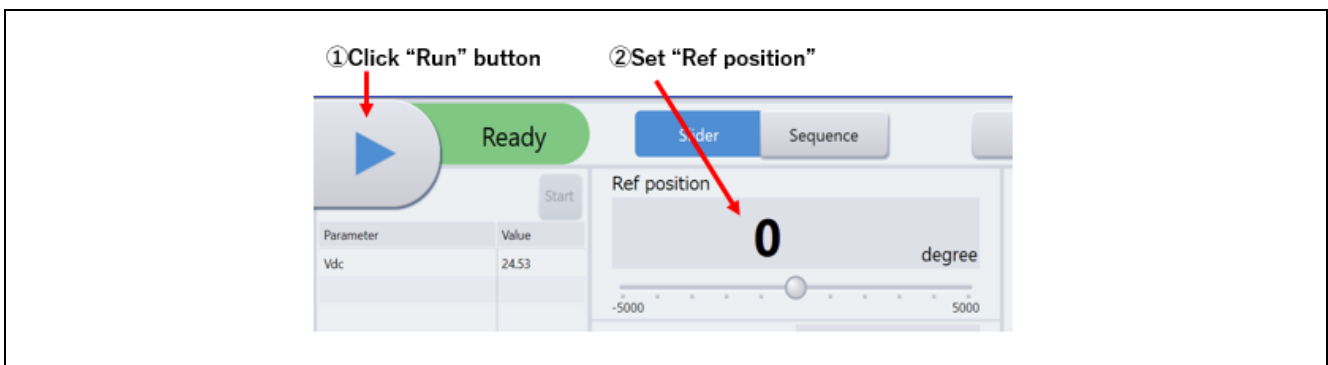 ①Click “Run” button
②Set “Ref position”
Ready
Slider
Sequence
Start
Ref position
0
degree
-5000
5000
Parameter
Value
Vdc
24.53